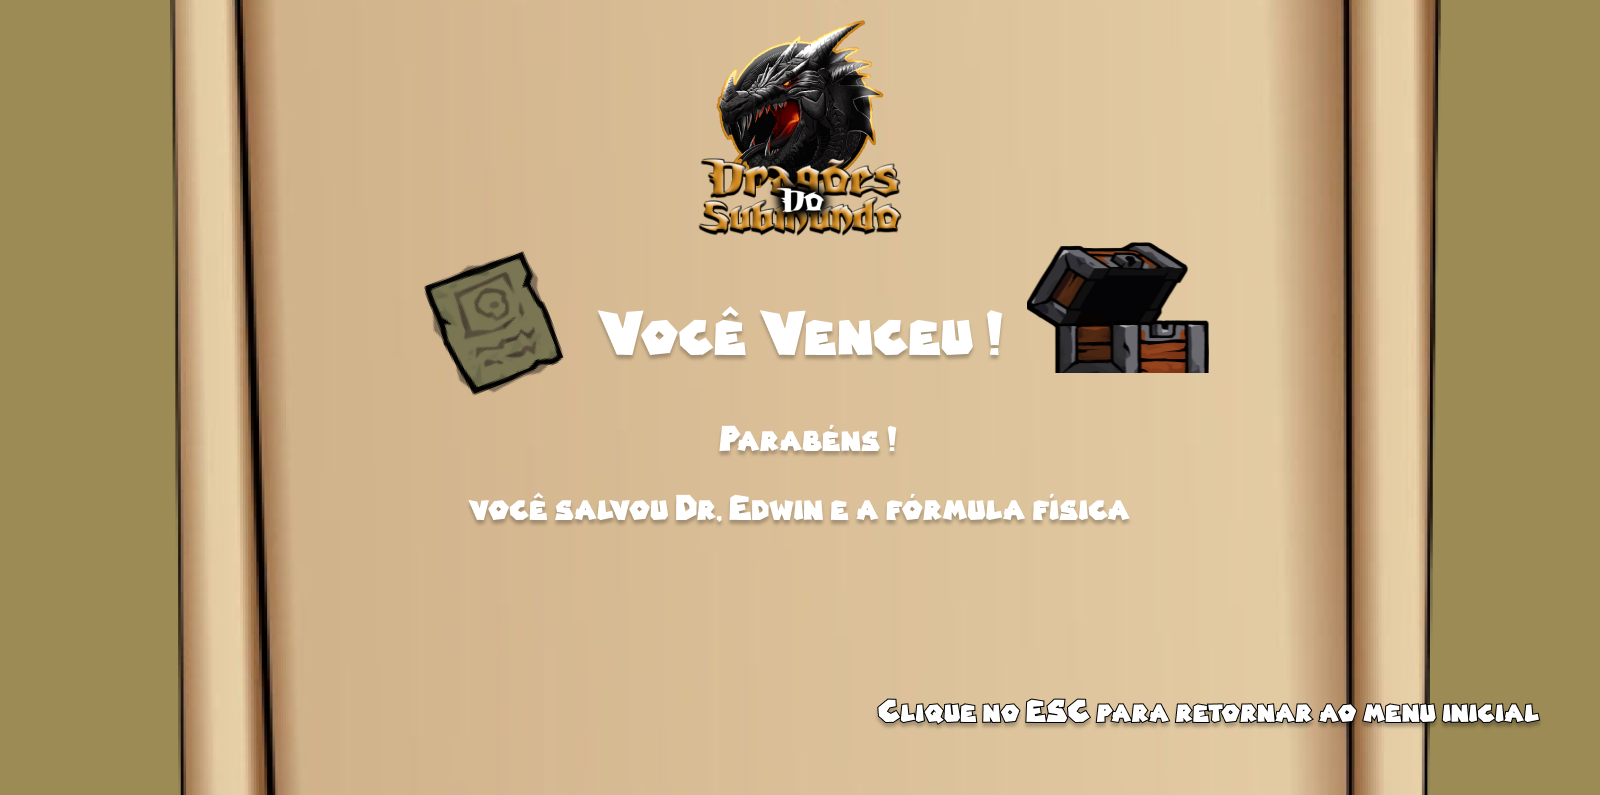 Dragões
Do
Submundo
Você Venceu !
Parabéns !
você salvou Dr. Edwin e a fórmula física
Clique no ESC para retornar ao menu inicial